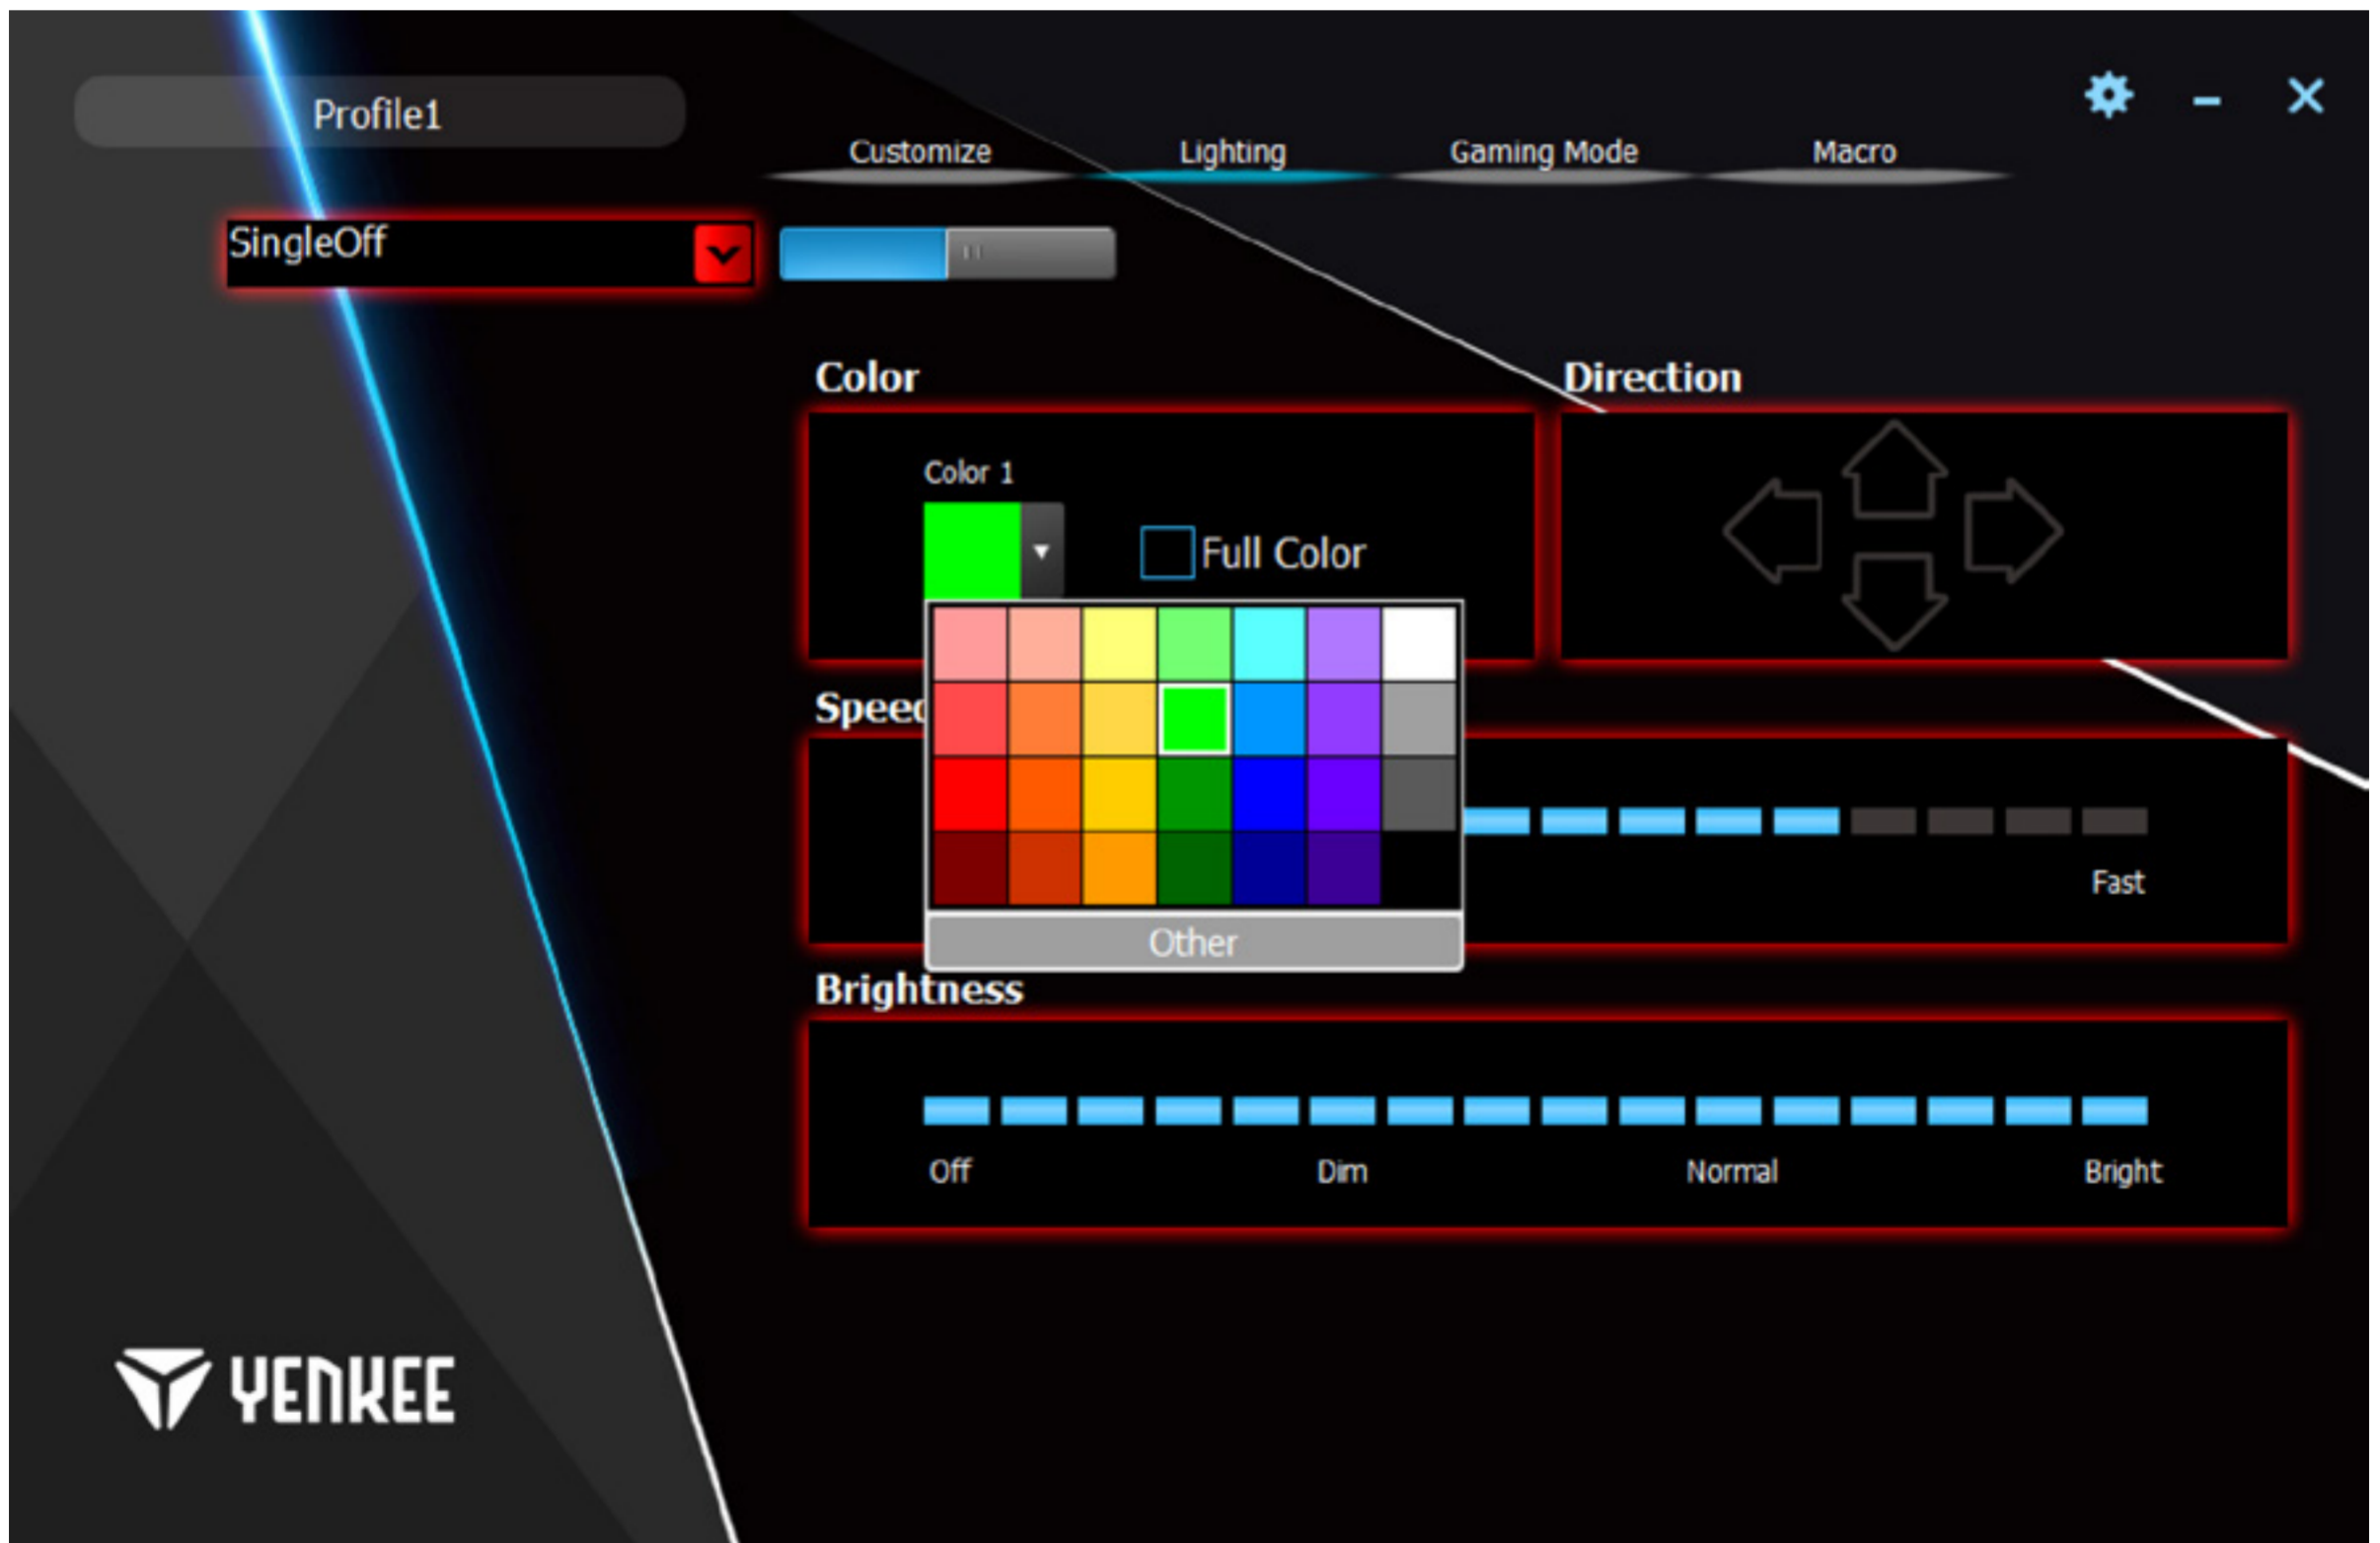 Profile1
Customize
Lighting
Gaming Mode
Macro
SingleOff
Color
Direction
Color 1
Full Color
Speed
Fast
Other
Brightness
Off
Dim
Normal
Bright
YENKEE